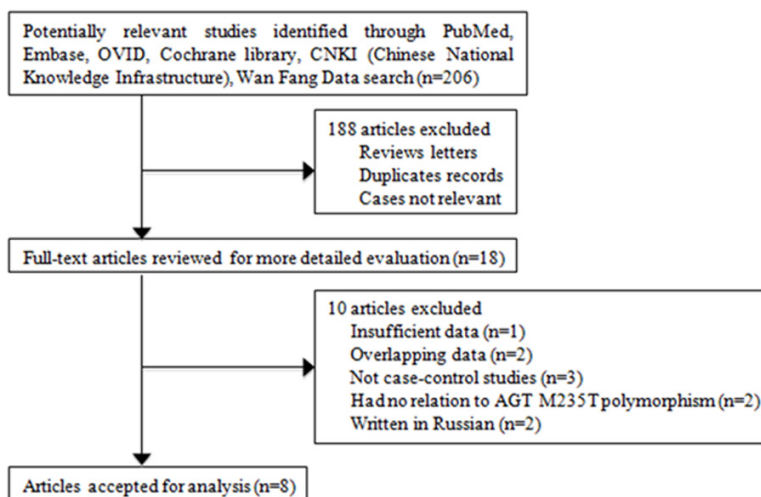 Potentially relevant studies identified through PubMed,
Embase, OVID, Cochrane library, CNKI (Chinese National
Knowledge Infrastructure), Wan Fang Data search (n=206)
188 articles excluded
Reviews letters
Duplicates records
Cases not relevant
Full-text articles reviewed for more detailed evaluation (n=18)
10 articles excluded
Insufficient data (n=1)
Overlapping data (n=2)
Not case-control studies (n=3)
Had no relation to AGT M235T polymorphism (n=2)
Written in Russian (n=2)
Articles accepted for analysis (n=8)